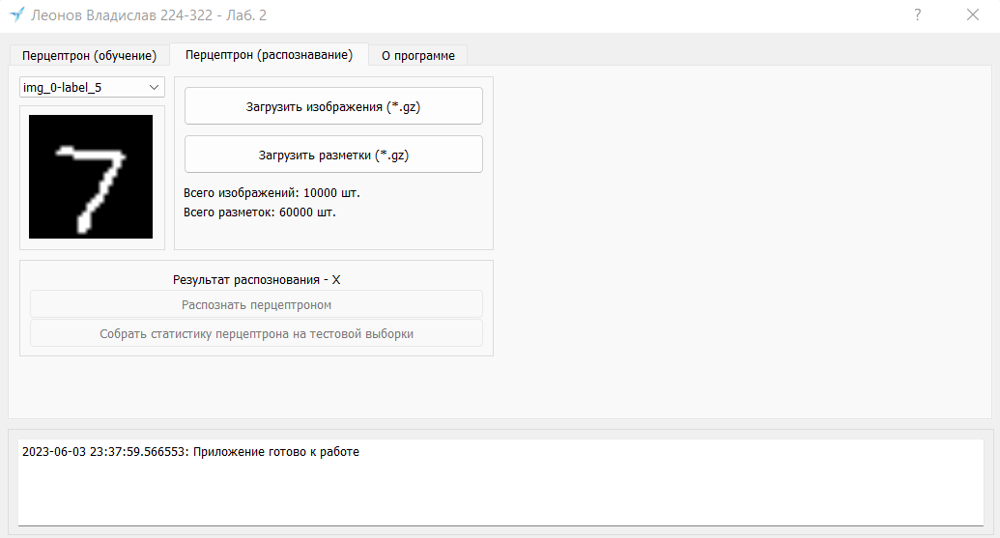 Леонов Владислав 224-322 - Лаб. 2
?
Перцептрон (обучение)
Перцептрон (распознавание)
О программе
img_0-label_5
7
Загрузить изображения (*.gz)
Загрузить разметки (*.gz)
Всего изображений: 10000 шт.
Всего разметок: 60000 шт.
Результат распознования - X
Распознать перцептроном
Собрать статистику перцептрона на тестовой выборки
2023-06-03 23:37:59.566553: Приложение готово к работе